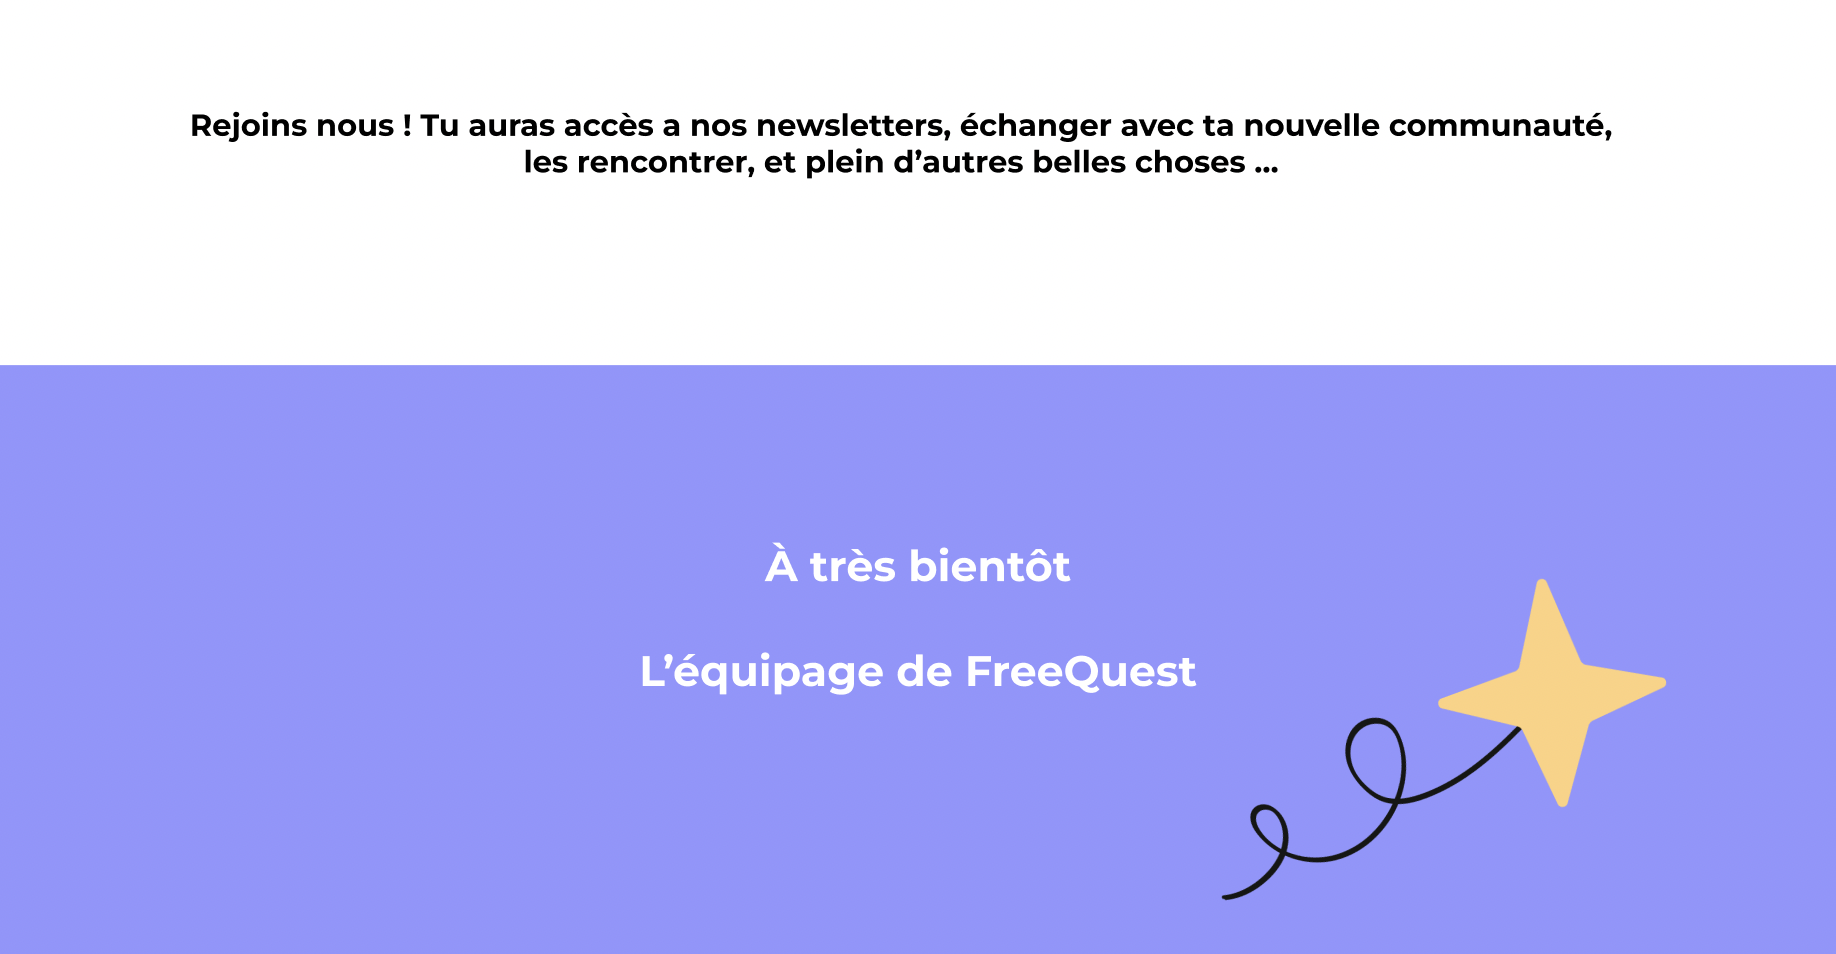 Rejoins nous ! Tu auras accès a nos newsletters, échanger avec ta nouvelle communauté,
les rencontrer, et plein d’autres belles choses ...
À très bientôt
L’équipage de FreeQuest